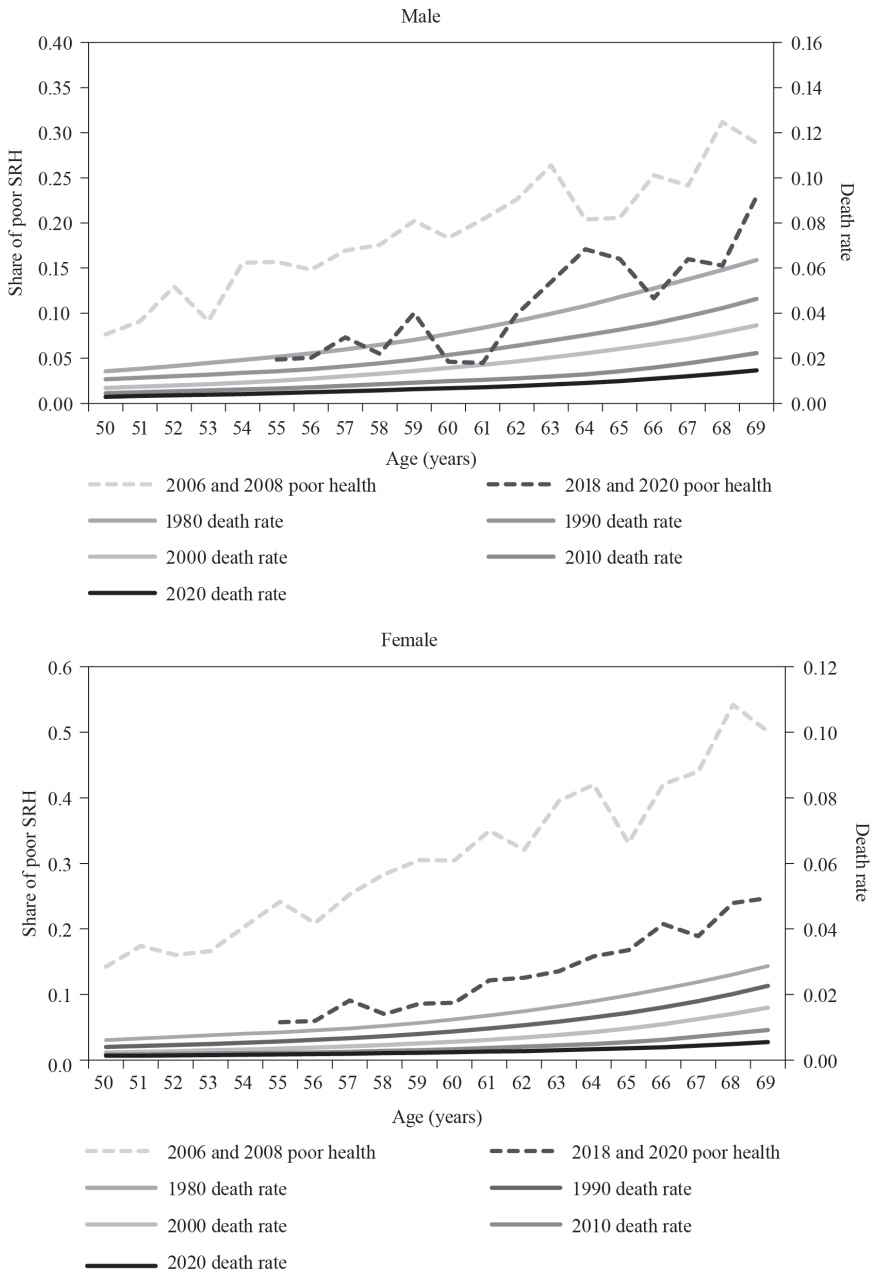 Male
0.40 0.16
0.35 0.14
0.30 0.12
0.25 0.10
0.20 0.08
0.15 0.06
0.10 0.04
0.05 0.02
0.00 0.00
Share of poor SRH
Death rate
50 51 52 53 54 55 56 57 58 59 60 61 62 63 64 65 66 67 68 69
Age (years)
2006 and 2008 poor health 2018 and 2020 poor health
1980 death rate 1990 death rate
2000 death rate 2010 death rate
2020 death rate
Female
0.6 0.12
0.5 0.10
0.4 0.08
0.3 0.06
0.2 0.04
0.1 0.02
0.0 0.00
Share of poor SRH
Death rate
50 51 52 53 54 55 56 57 58 59 60 61 62 63 64 65 66 67 68 69
Age (years)
2006 and 2008 poor health 2018 and 2020 poor health
1980 death rate 1990 death rate
2000 death rate 2010 death rate
2020 death rate